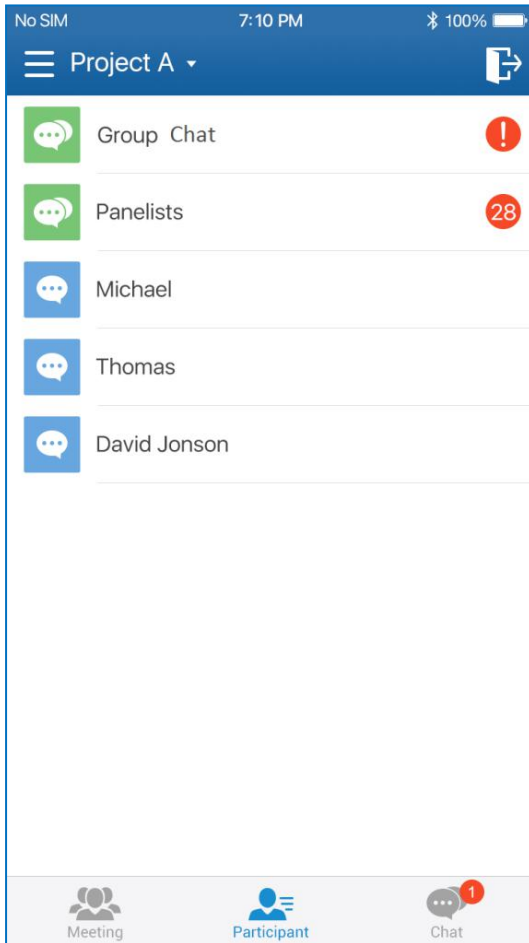 No SIM 7:10 PM 100%
Project A
Group Chat !
Panelists 28
Michael
Thomas
David Jonson
1
Meeting Participant Chat